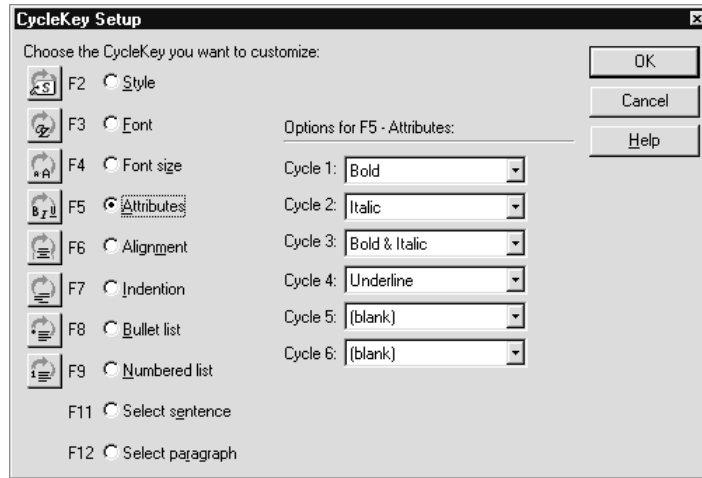 CycleKey Setup
Choose the CycleKey you want to customize:
F2 Style
F3 Font
F4 Font size
F5 Attributes
F6 Alignment
F7 Indention
F8 Bullet list
F9 Numbered list
F11 Select sentence
F12 Select paragraph
Options for F5 - Attributes:
Cycle 1: Bold
Cycle 2: Italic
Cycle 3: Bold & Italic
Cycle 4: Underline
Cycle 5: (blank)
Cycle 6: (blank)
OK
Cancel
Help